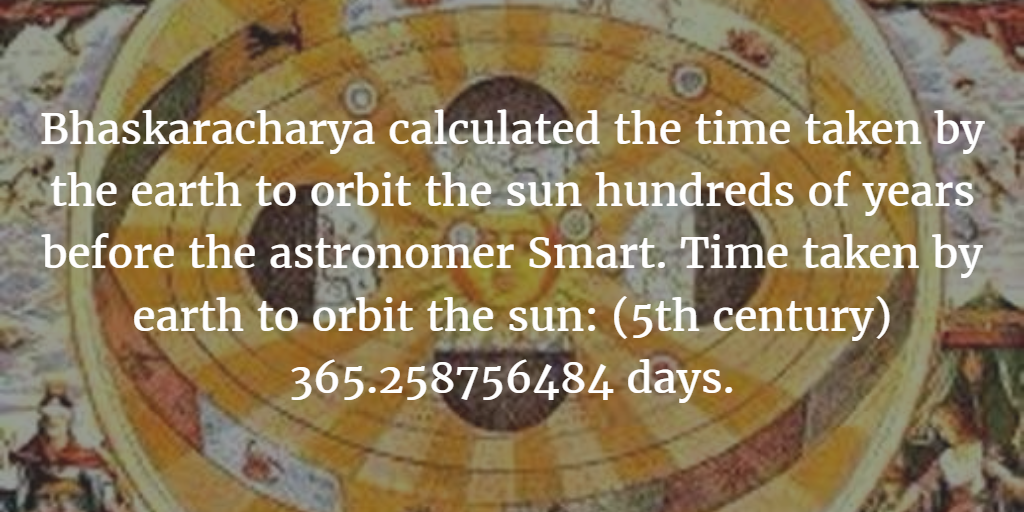 Bhaskaracharya calculated the time taken by
the earth to orbit the sun hundreds of years
before the astronomer Smart. Time taken by
earth to orbit the sun: (5th century)
365.258756484 days.